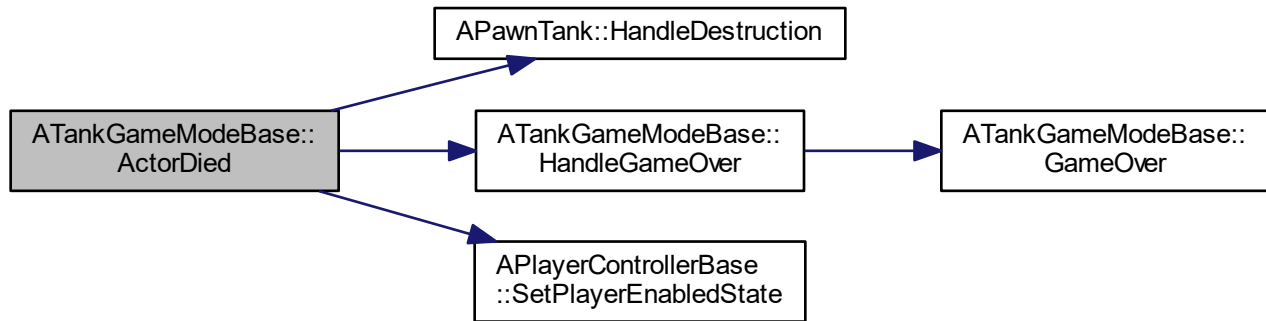 APawnTank::HandleDestruction
ATankGameModeBase::
ActorDied
ATankGameModeBase::
HandleGameOver
ATankGameModeBase::
GameOver
APlayerControllerBase
::SetPlayerEnabledState